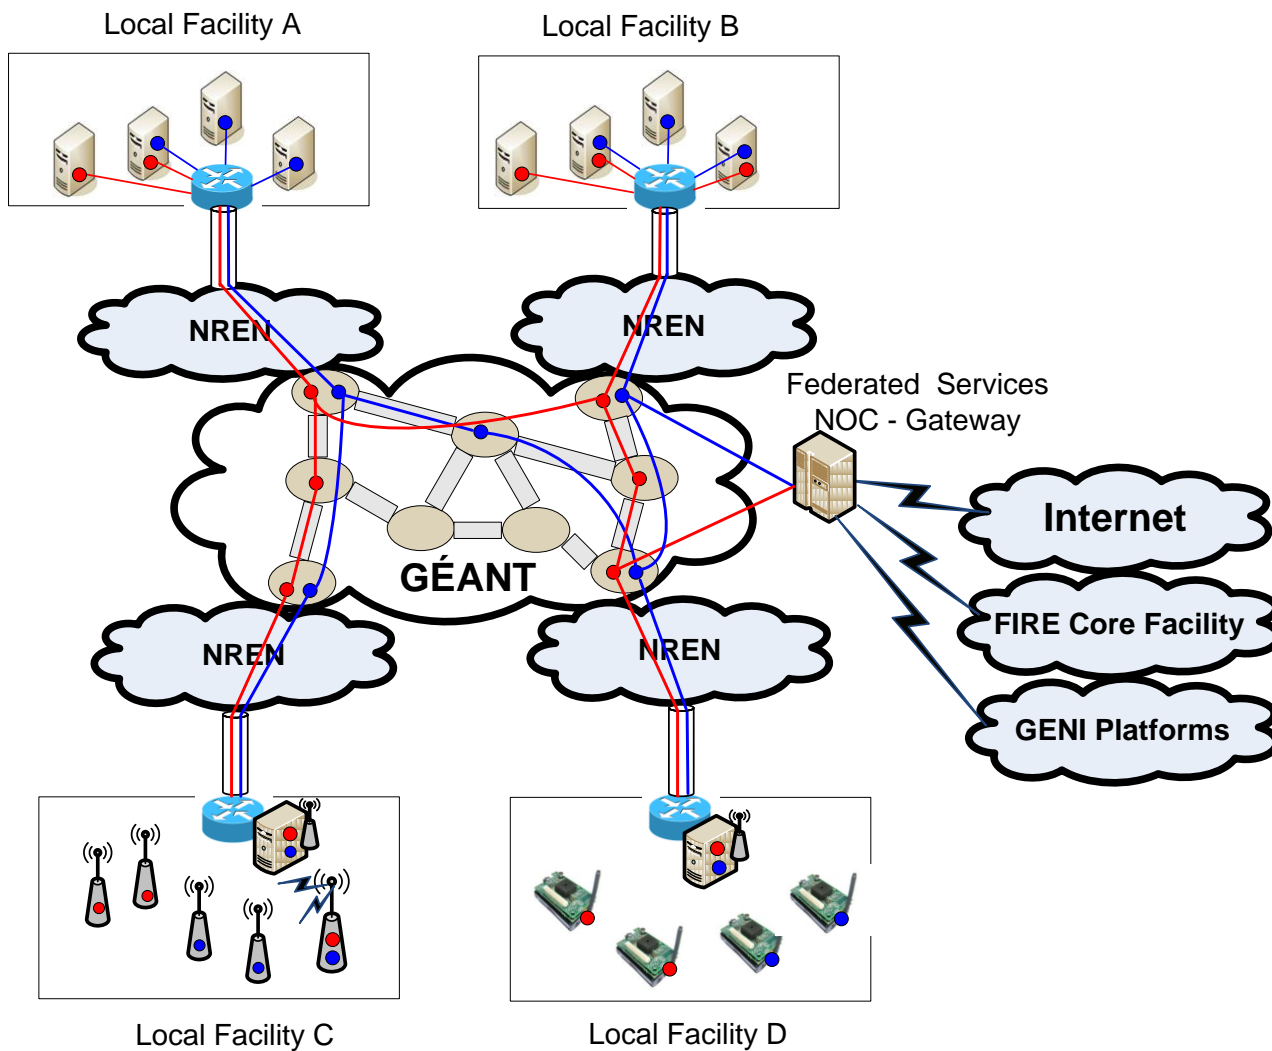 Local Facility A
Local Facility B
NREN
NREN
Federated Services
NOC - Gateway
Internet
GÉANT
FIRE Core Facility
NREN
NREN
GENI Platforms
Local Facility C
Local Facility D